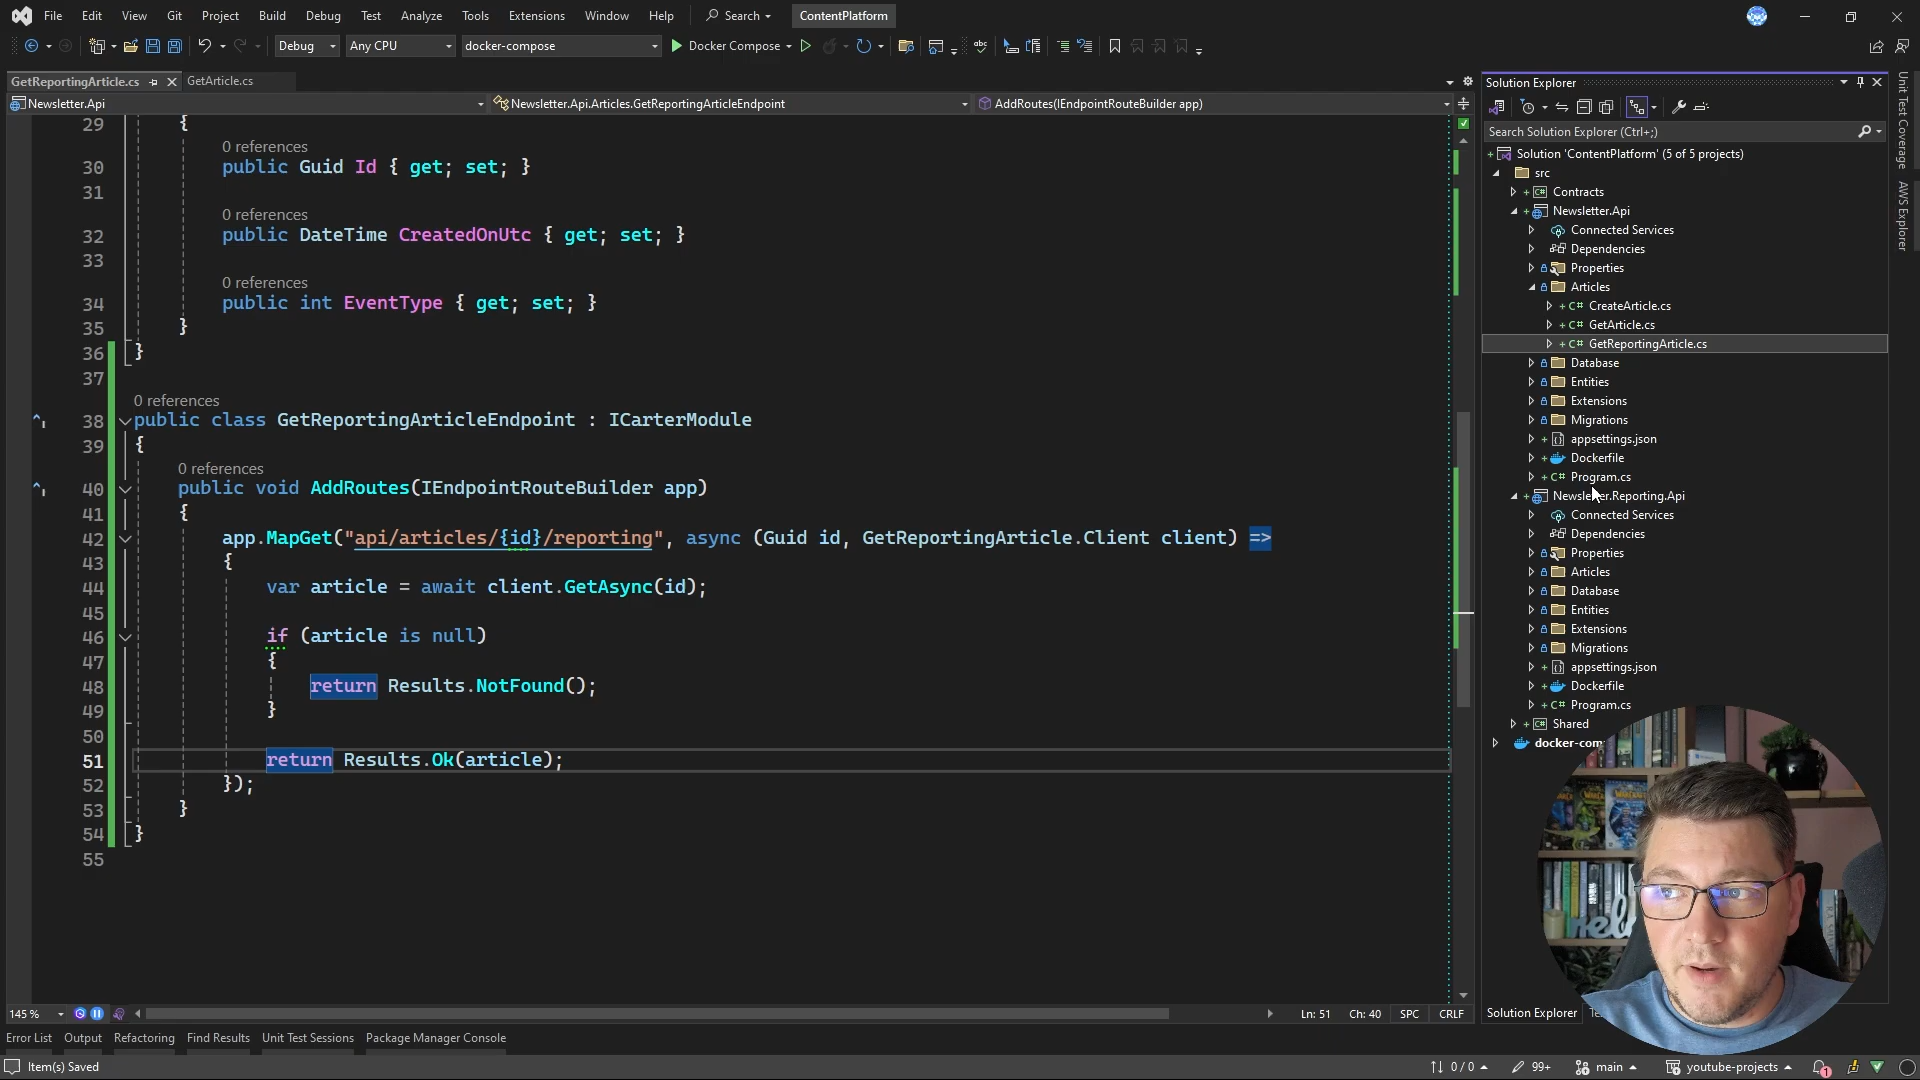 File Edit View Git Project Build Debug Test Analyze Tools Extensions Window Help Search ContentPlatform
Debug Any CPU docker-compose Docker Compose
GetReportingArticle.cs GetArticle.cs
Newsletter.Api Newsletter.Api.Articles.GetReportingArticleEndpoint AddRoutes(IEndpointRouteBuilder app)
29 {
0 references
30 public Guid Id { get; set; }
31
0 references
32 public DateTime CreatedOnUtc { get; set; }
33
0 references
34 public int EventType { get; set; }
35 }
36 }
37
0 references
38 public class GetReportingArticleEndpoint : ICarterModule
39 {
0 references
40 public void AddRoutes(IEndpointRouteBuilder app)
41 {
42 app.MapGet("api/articles/{id}/reporting", async (Guid id, GetReportingArticle.Client client) =>
43 {
44 var article = await client.GetAsync(id);
45
46 if (article is null)
47 {
48 return Results.NotFound();
49 }
50
51 return Results.Ok(article);
52 });
53 }
54 }
55
145 % Ln: 51 Ch: 40 SPC CRLF
Error List Output Refactoring Find Results Unit Test Sessions Package Manager Console
Item(s) Saved 0 / 0 99+ main youtube-projects 1
Solution Explorer
Search Solution Explorer (Ctrl+;)
Solution 'ContentPlatform' (5 of 5 projects)
src
Contracts
Newsletter.Api
Connected Services
Dependencies
Properties
Articles
CreateArticle.cs
GetArticle.cs
GetReportingArticle.cs
Database
Entities
Extensions
Migrations
appsettings.json
Dockerfile
Program.cs
Newsletter.Reporting.Api
Connected Services
Dependencies
Properties
Articles
Database
Entities
Extensions
Migrations
appsettings.json
Dockerfile
Program.cs
Shared
docker-com
Solution Explorer
Unit Test Coverage
AWS Explorer